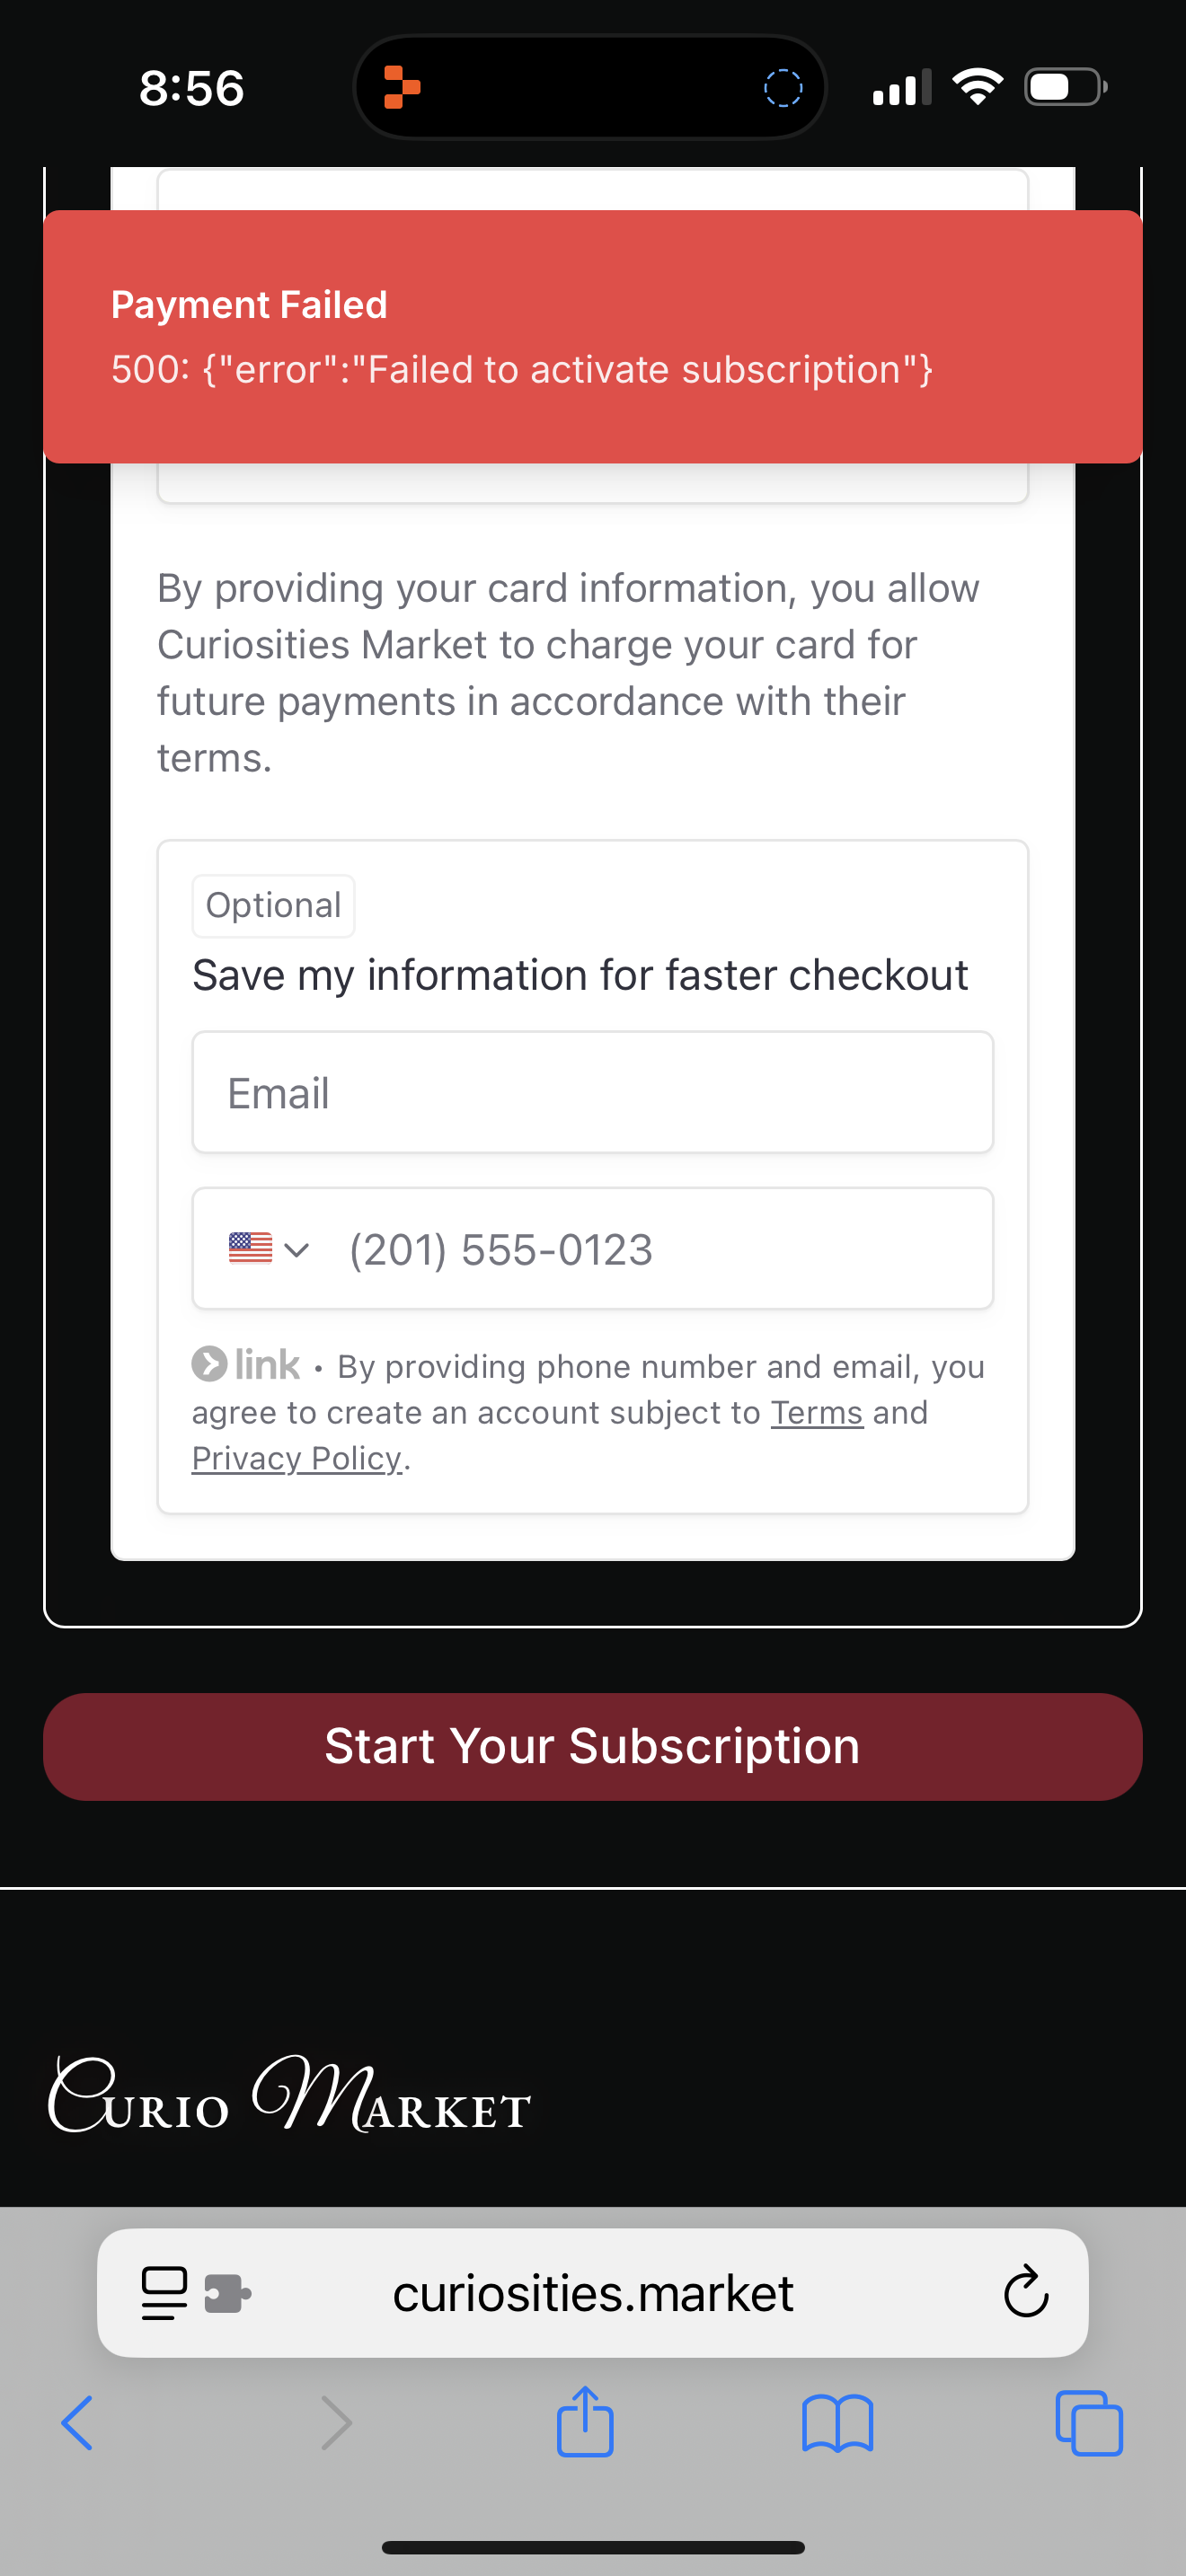 8:56
Payment Failed
500: {"error":"Failed to activate subscription"}
By providing your card information, you allow
Curiosities Market to charge your card for
future payments in accordance with their
terms.
Optional
Save my information for faster checkout
Email
(201) 555-0123
link • By providing phone number and email, you
agree to create an account subject to Terms and
Privacy Policy.
Start Your Subscription
Curio Market
curiosities.market